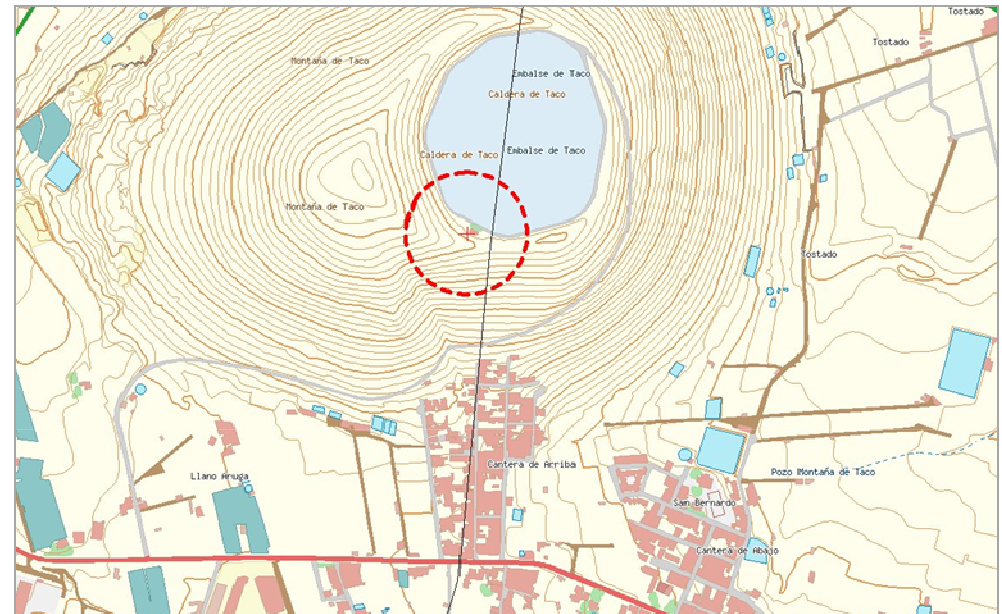 Tostado
Tostado
Montaña de Taco
Embalse de Taco
Caldera de Taco
Embalse de Taco
Caldera de Taco
Montaña de Taco
Tostado
Cantera de Arriba
Pozo Montaña de Taco
Llano Anuga
San Bernardo
Cantera de Abajo